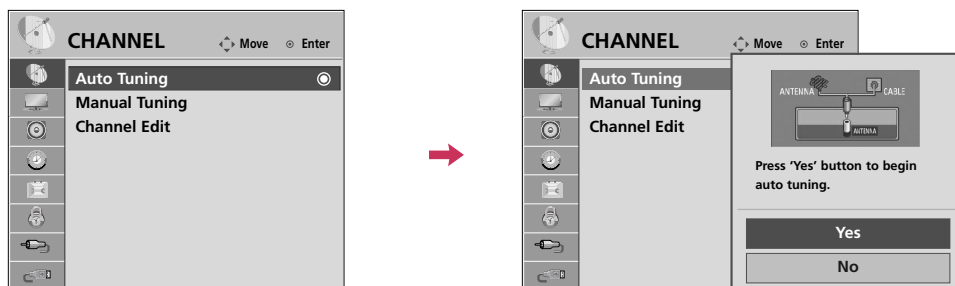 CHANNEL Move Enter
Auto Tuning
Manual Tuning
Channel Edit
CHANNEL Move Enter
Auto Tuning
Manual Tuning
Channel Edit
ANTENNA CABLE
ANTENNA
Press ‘Yes’ button to begin
auto tuning.
Yes
No